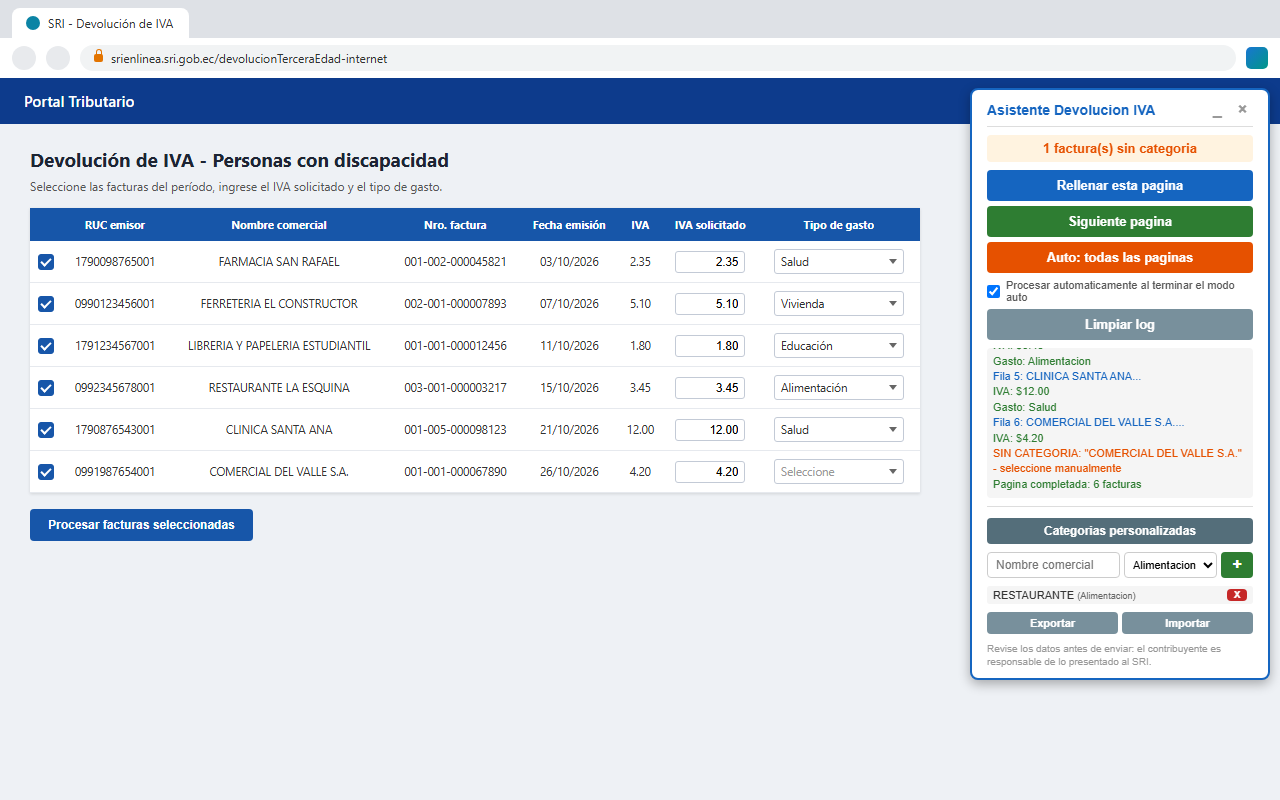 SRI - Devolución de IVA
srienlinea.sri.gob.ec/devolucionTerceraEdad-internet
Portal Tributario
Devolución de IVA - Personas con discapacidad
Seleccione las facturas del período, ingrese el IVA solicitado y el tipo de gasto.
RUC emisor Nombre comercial Nro. factura Fecha emisión IVA IVA solicitado Tipo de gasto
1790098765001 FARMACIA SAN RAFAEL 001-002-000045821 03/10/2026 2.35 2.35 Salud
0990123456001 FERRETERIA EL CONSTRUCTOR 002-001-000007893 07/10/2026 5.10 5.10 Vivienda
1791234567001 LIBRERIA Y PAPELERIA ESTUDIANTIL 001-001-000012456 11/10/2026 1.80 1.80 Educación
0992345678001 RESTAURANTE LA ESQUINA 003-001-000003217 15/10/2026 3.45 3.45 Alimentación
1790876543001 CLINICA SANTA ANA 001-005-000098123 21/10/2026 12.00 12.00 Salud
0991987654001 COMERCIAL DEL VALLE S.A. 001-001-000067890 26/10/2026 4.20 4.20 Seleccione
Procesar facturas seleccionadas
Asistente Devolucion IVA
1 factura(s) sin categoria
Rellenar esta pagina
Siguiente pagina
Auto: todas las paginas
Procesar automaticamente al terminar el modo
auto
Limpiar log
Gasto: Alimentacion
Fila 5: CLINICA SANTA ANA...
IVA: $12.00
Gasto: Salud
Fila 6: COMERCIAL DEL VALLE S.A....
IVA: $4.20
SIN CATEGORIA: "COMERCIAL DEL VALLE S.A."
- seleccione manualmente
Pagina completada: 6 facturas
Categorias personalizadas
Nombre comercial Alimentacion +
RESTAURANTE (Alimentacion) X
Exportar Importar
Revise los datos antes de enviar: el contribuyente es
responsable de lo presentado al SRI.